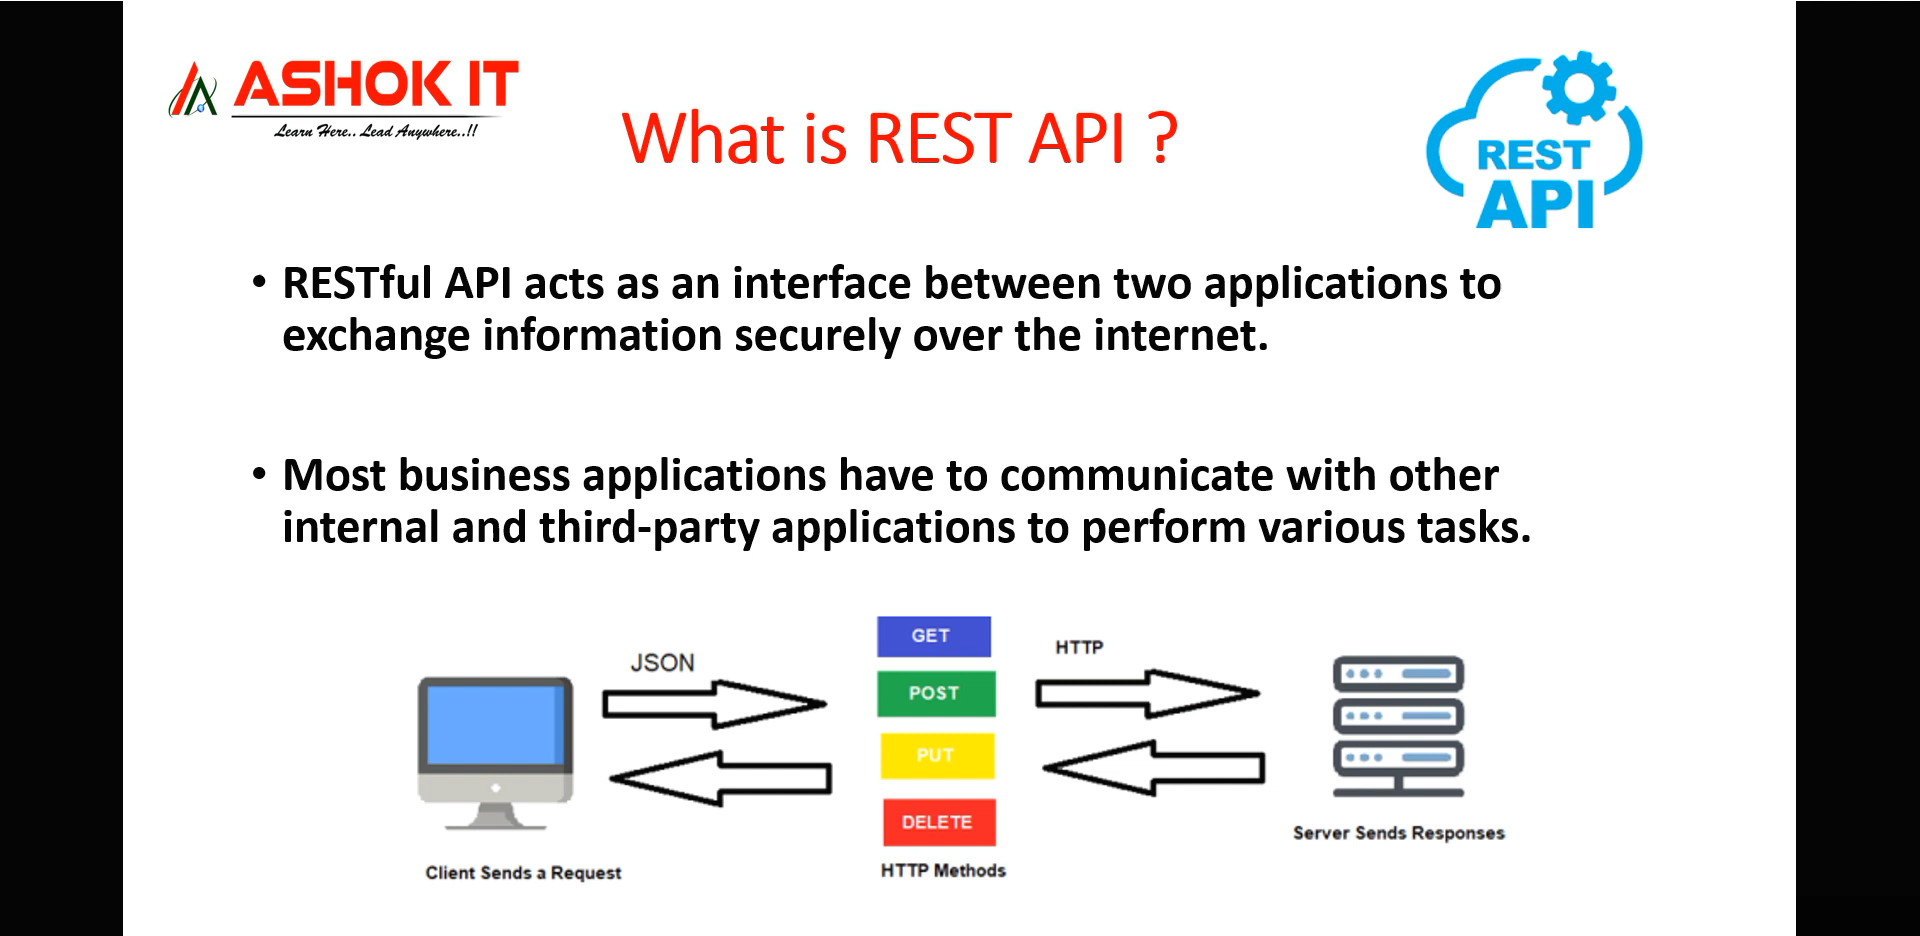 ASHOK IT
Learn Here.. Lead Anywhere..!!
What is REST API ?
REST
API
• RESTful API acts as an interface between two applications to
exchange information securely over the internet.
• Most business applications have to communicate with other
internal and third-party applications to perform various tasks.
JSON
GET
POST
PUT
DELETE
HTTP
Client Sends a Request
HTTP Methods
Server Sends Responses